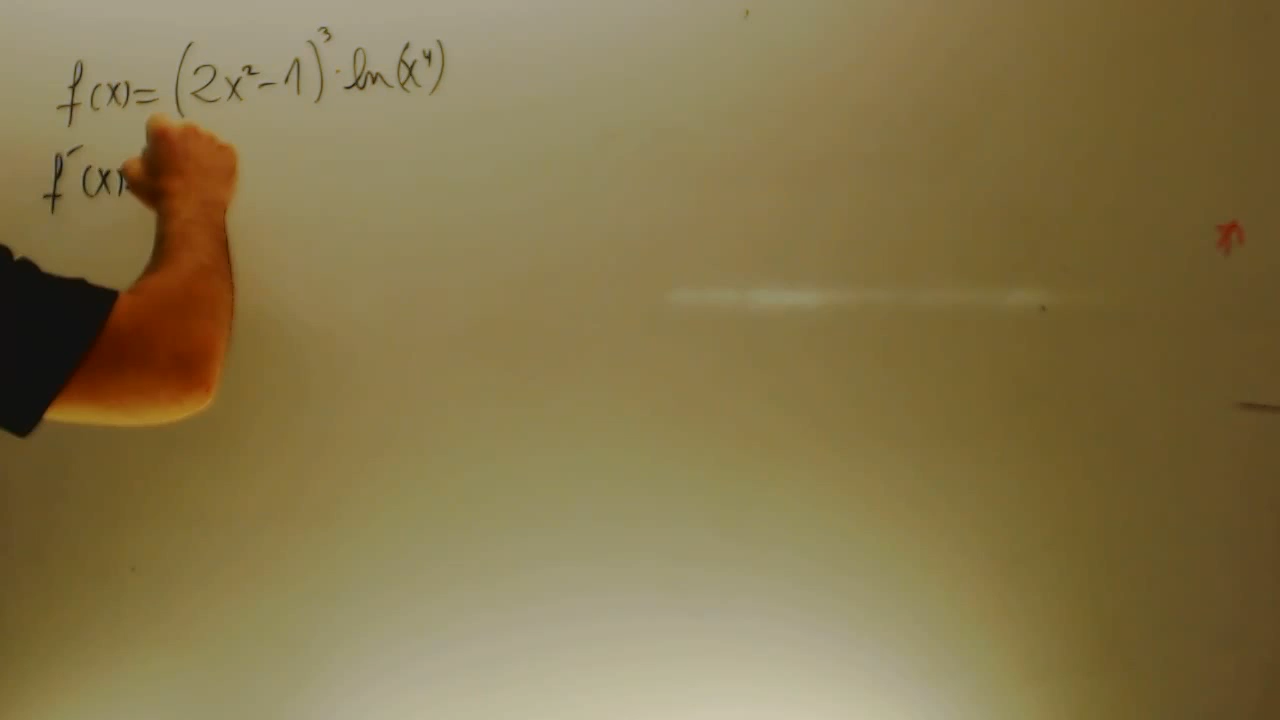 f(x)= (2x²-1)³·ln(x⁴)
f´(x)